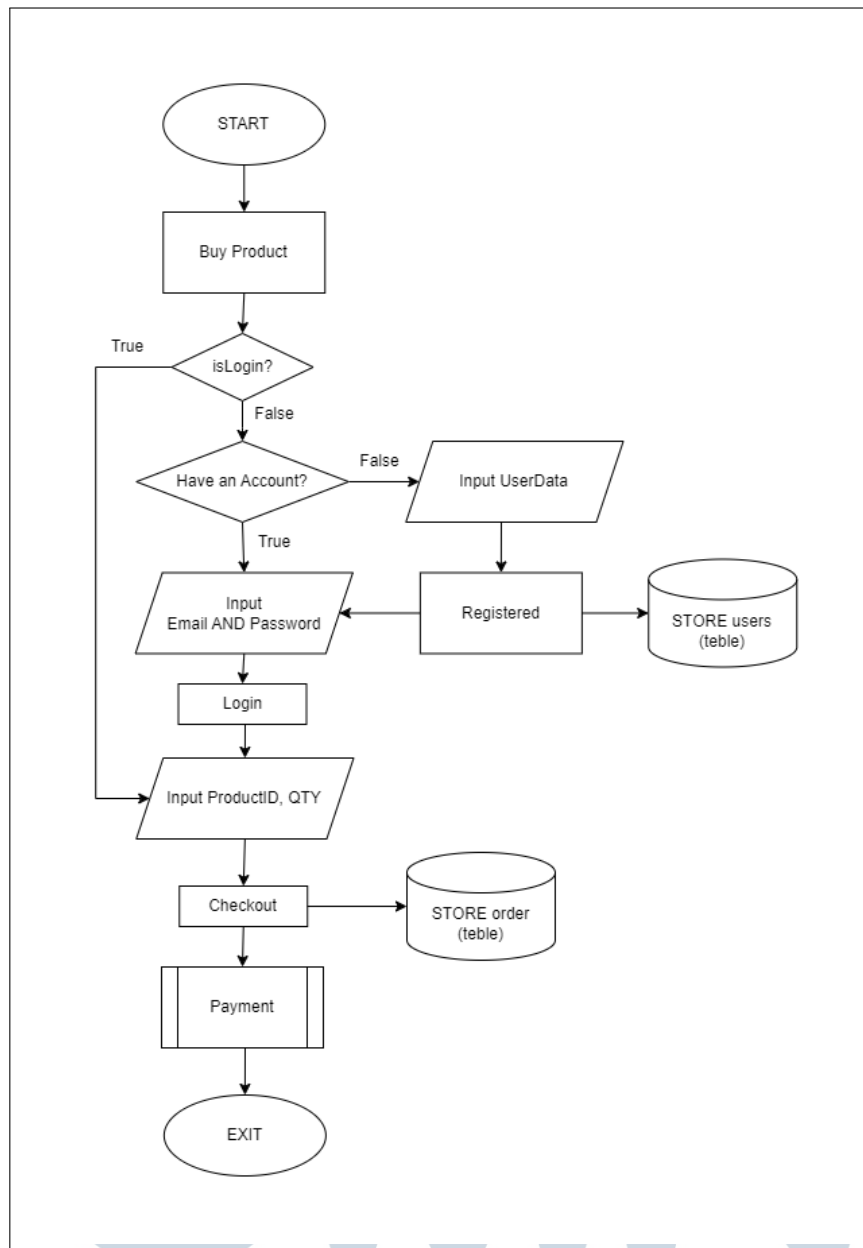 START
Buy Product
True
isLogin?
False
Have an Account?
False
Input UserData
True
Input
Email AND Password
Registered
STORE users
(teble)
Login
Input ProductID, QTY
Checkout
STORE order
(teble)
Payment
EXIT